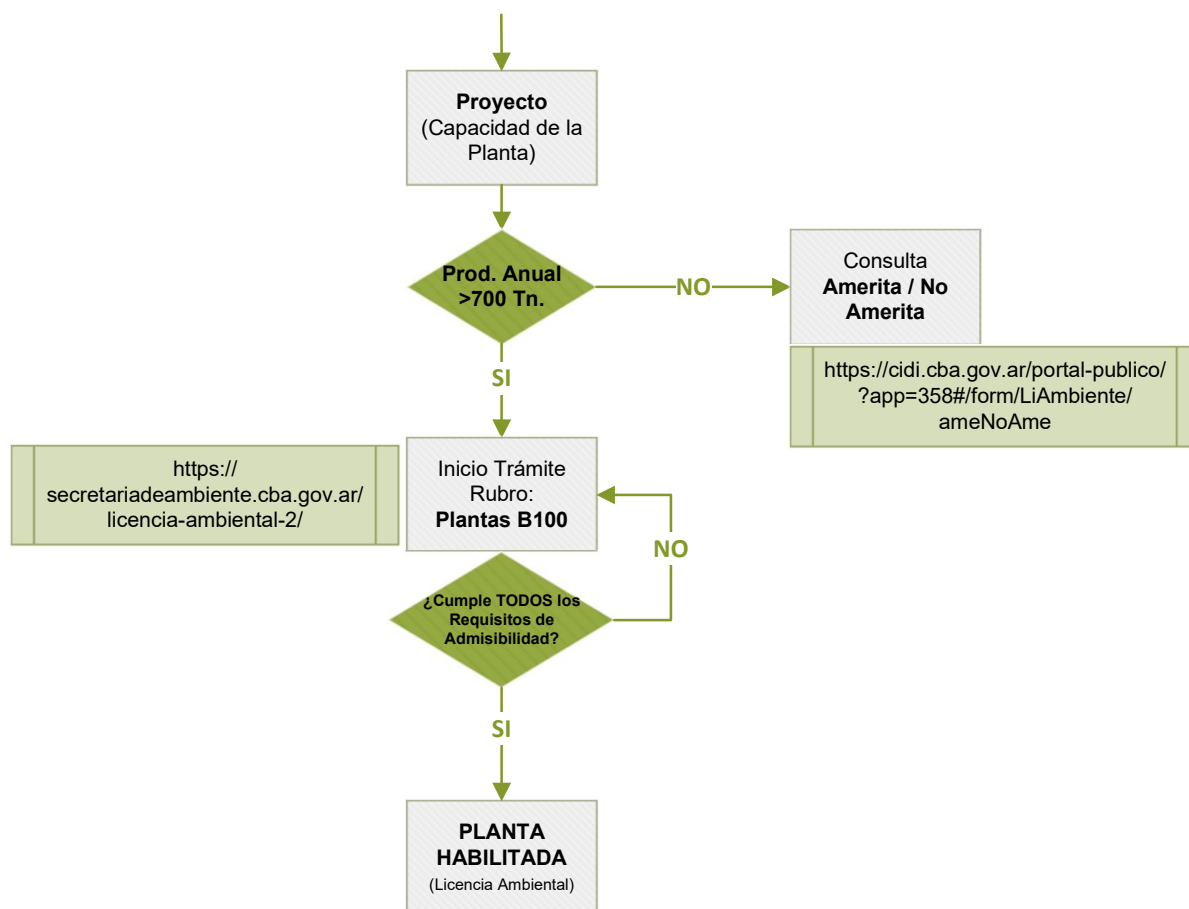 Proyecto
(Capacidad de la
Planta)
Prod. Anual
>700 Tn.
NO
Consulta
Amerita / No
Amerita
https://cidi.cba.gov.ar/portal-publico/
?app=358#/form/LiAmbiente/
ameNoAme
SI
https://
secretariadeambiente.cba.gov.ar/
licencia-ambiental-2/
Inicio Trámite
Rubro:
Plantas B100
NO
¿Cumple TODOS los
Requisitos de
Admisibilidad?
SI
PLANTA
HABILITADA
(Licencia Ambiental)